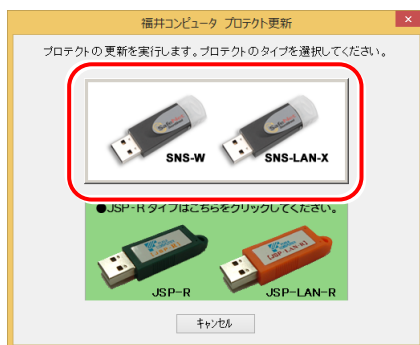 福井コンピュータ プロテクト更新
プロテクトの更新を実行します。プロテクトのタイプを選択してください。
SNS-W
SNS-LAN-X
●JSP-Rタイプはこちらをクリックしてください。
[JSP-R]
[JSP-LAN-R]
JSP-R
JSP-LAN-R
キャンセル